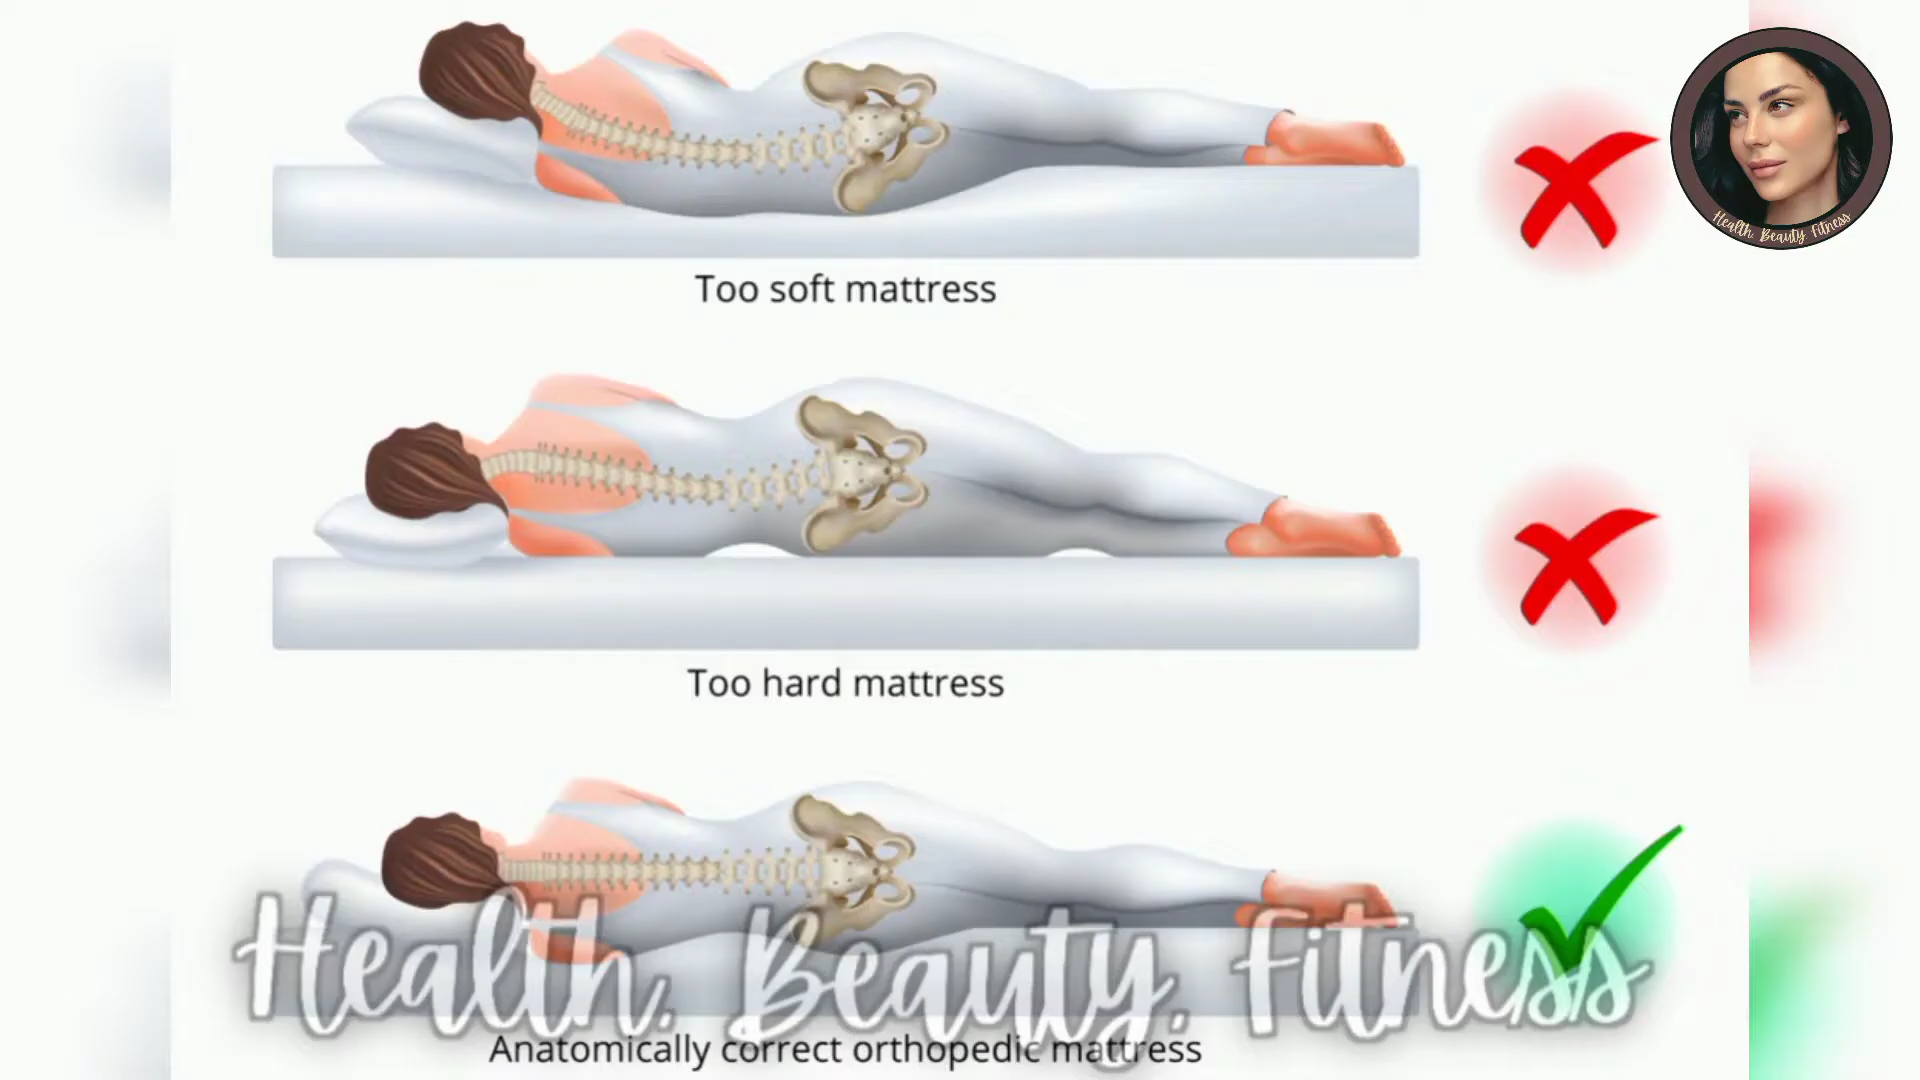 Health. Beauty. Fitness
Too soft mattress
Too hard mattress
Health. Beauty. Fitness
Anatomically correct orthopedic mattress